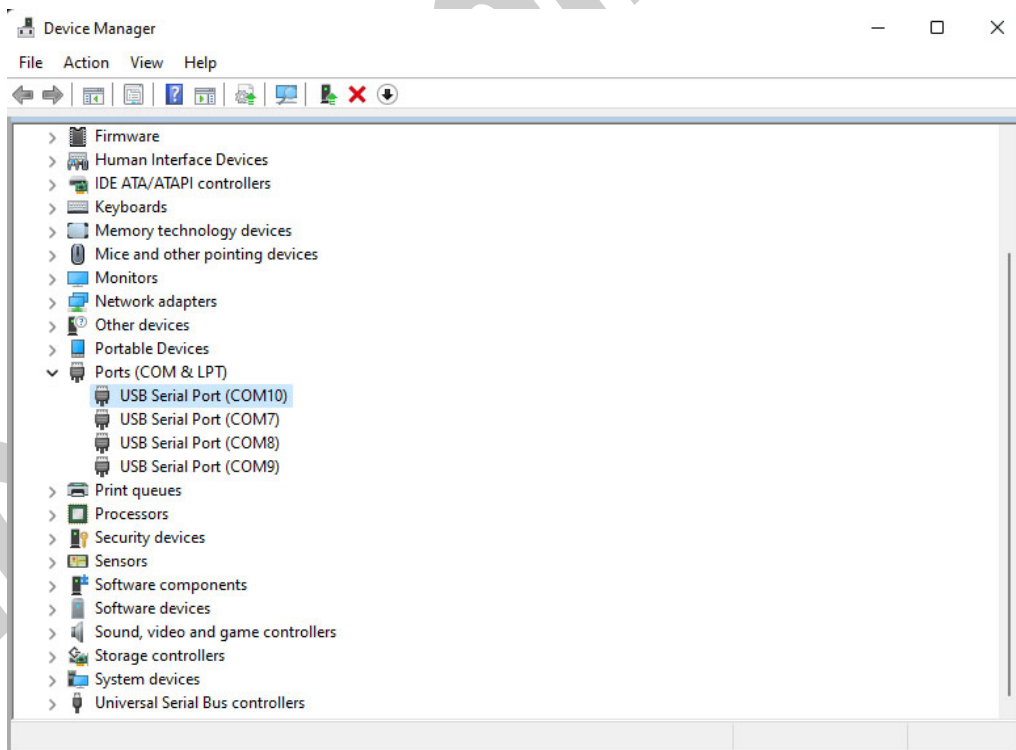 Device Manager
File Action View Help
Firmware
Human Interface Devices
IDE ATA/ATAPI controllers
Keyboards
Memory technology devices
Mice and other pointing devices
Monitors
Network adapters
Other devices
Portable Devices
Ports (COM & LPT)
USB Serial Port (COM10)
USB Serial Port (COM7)
USB Serial Port (COM8)
USB Serial Port (COM9)
Print queues
Processors
Security devices
Sensors
Software components
Software devices
Sound, video and game controllers
Storage controllers
System devices
Universal Serial Bus controllers